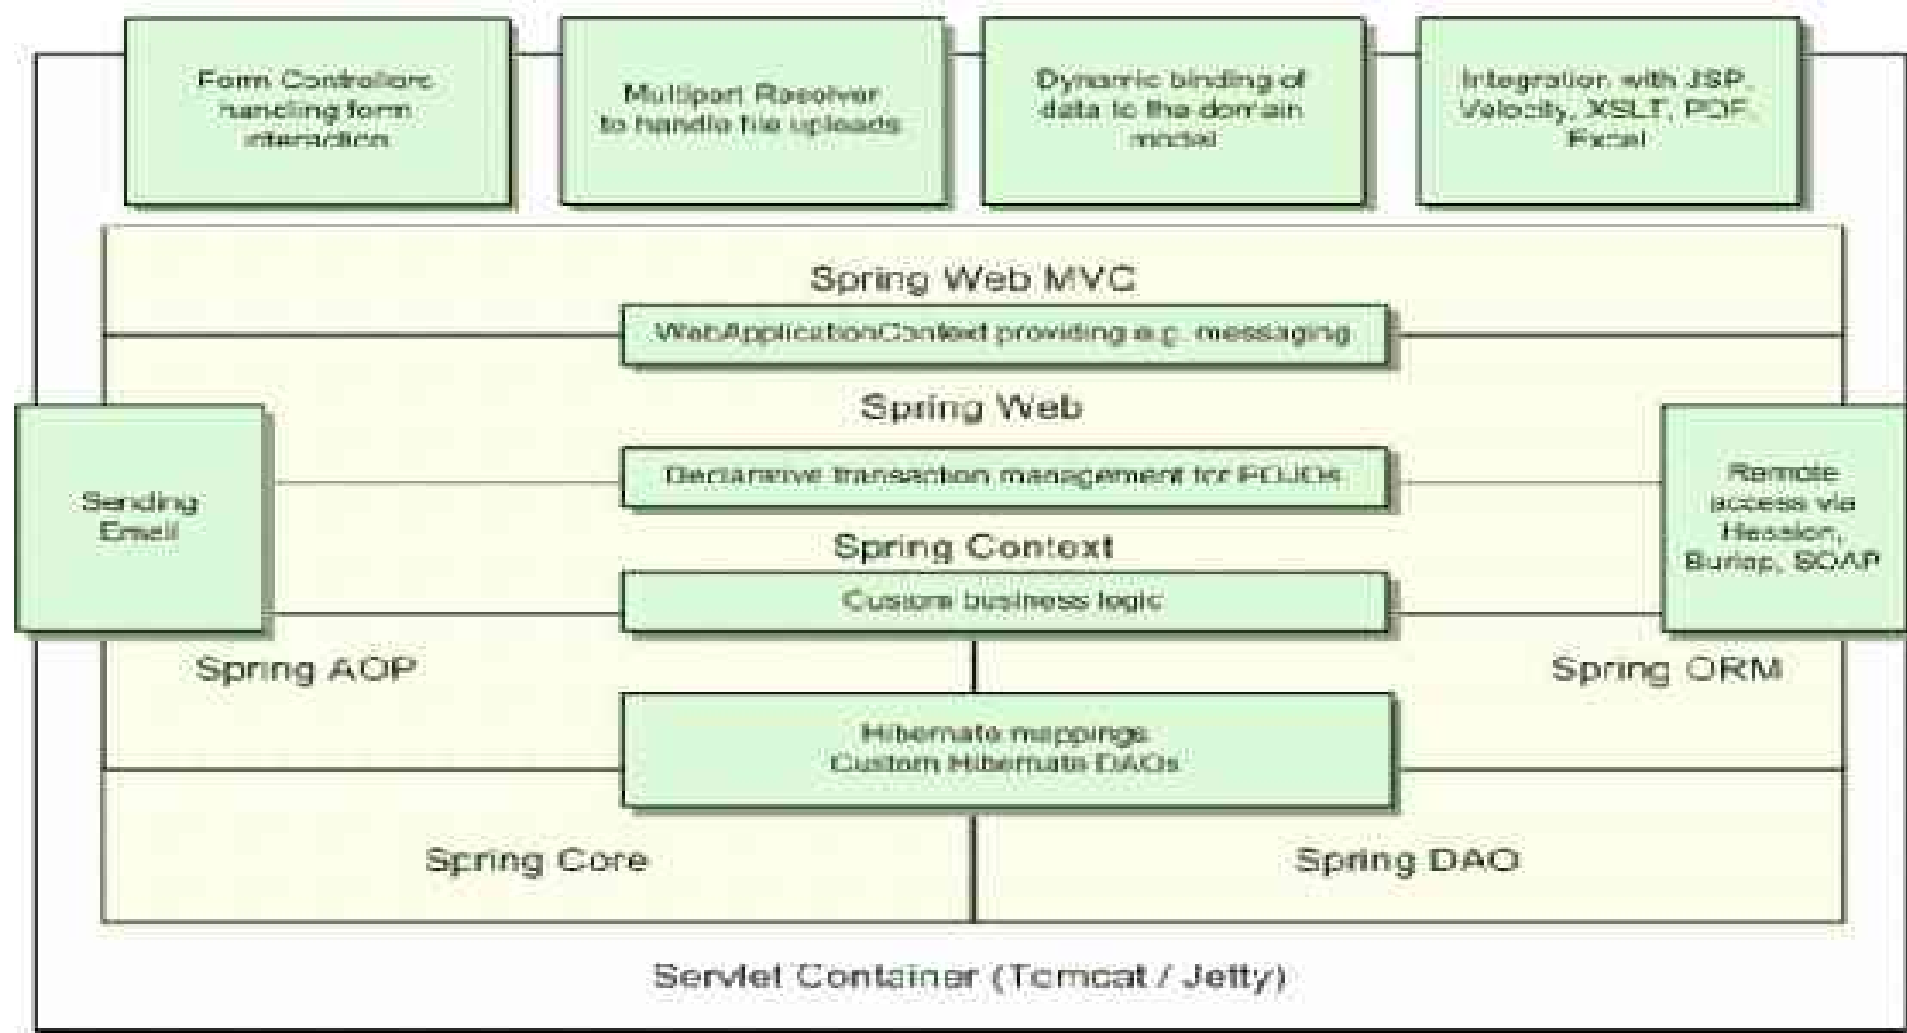 Form Controllers
handling form
interaction
Multipart Resolver
to handle file uploads
Dynamic binding of
data to the domain
model
Integration with JSP,
Velocity, XSLT, PDF,
Excel
Spring Web MVC
WebApplicationContext providing e.g. messaging
Spring Web
Declarative transaction management for POJOs
Sending
Email
Remote
access via
Hessian,
Burlap, SOAP
Spring Context
Custom business logic
Spring AOP
Spring ORM
Hibernate mappings
Custom Hibernate DAOs
Spring Core
Spring DAO
Servlet Container (Tomcat / Jetty)